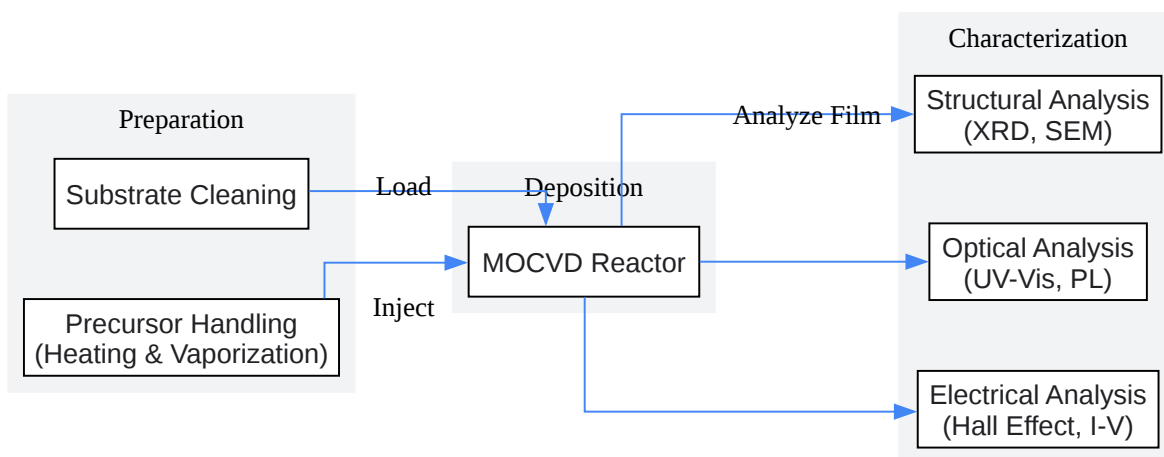 Preparation
Substrate Cleaning
Precursor Handling
(Heating & Vaporization)
Load
Inject
Deposition
MOCVD Reactor
Analyze Film
Characterization
Structural Analysis
(XRD, SEM)
Optical Analysis
(UV-Vis, PL)
Electrical Analysis
(Hall Effect, I-V)